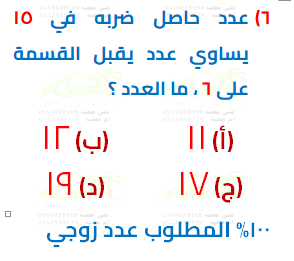 ٦) عدد حاصل ضربه في ١٥
يساوي عدد يقبل القسمة
على ٦ ، ما العدد ؟
(أ) ١١ (ب) ١٢
(ج) ١٧ (د) ١٩
١٠٠% المطلوب عدد زوجي